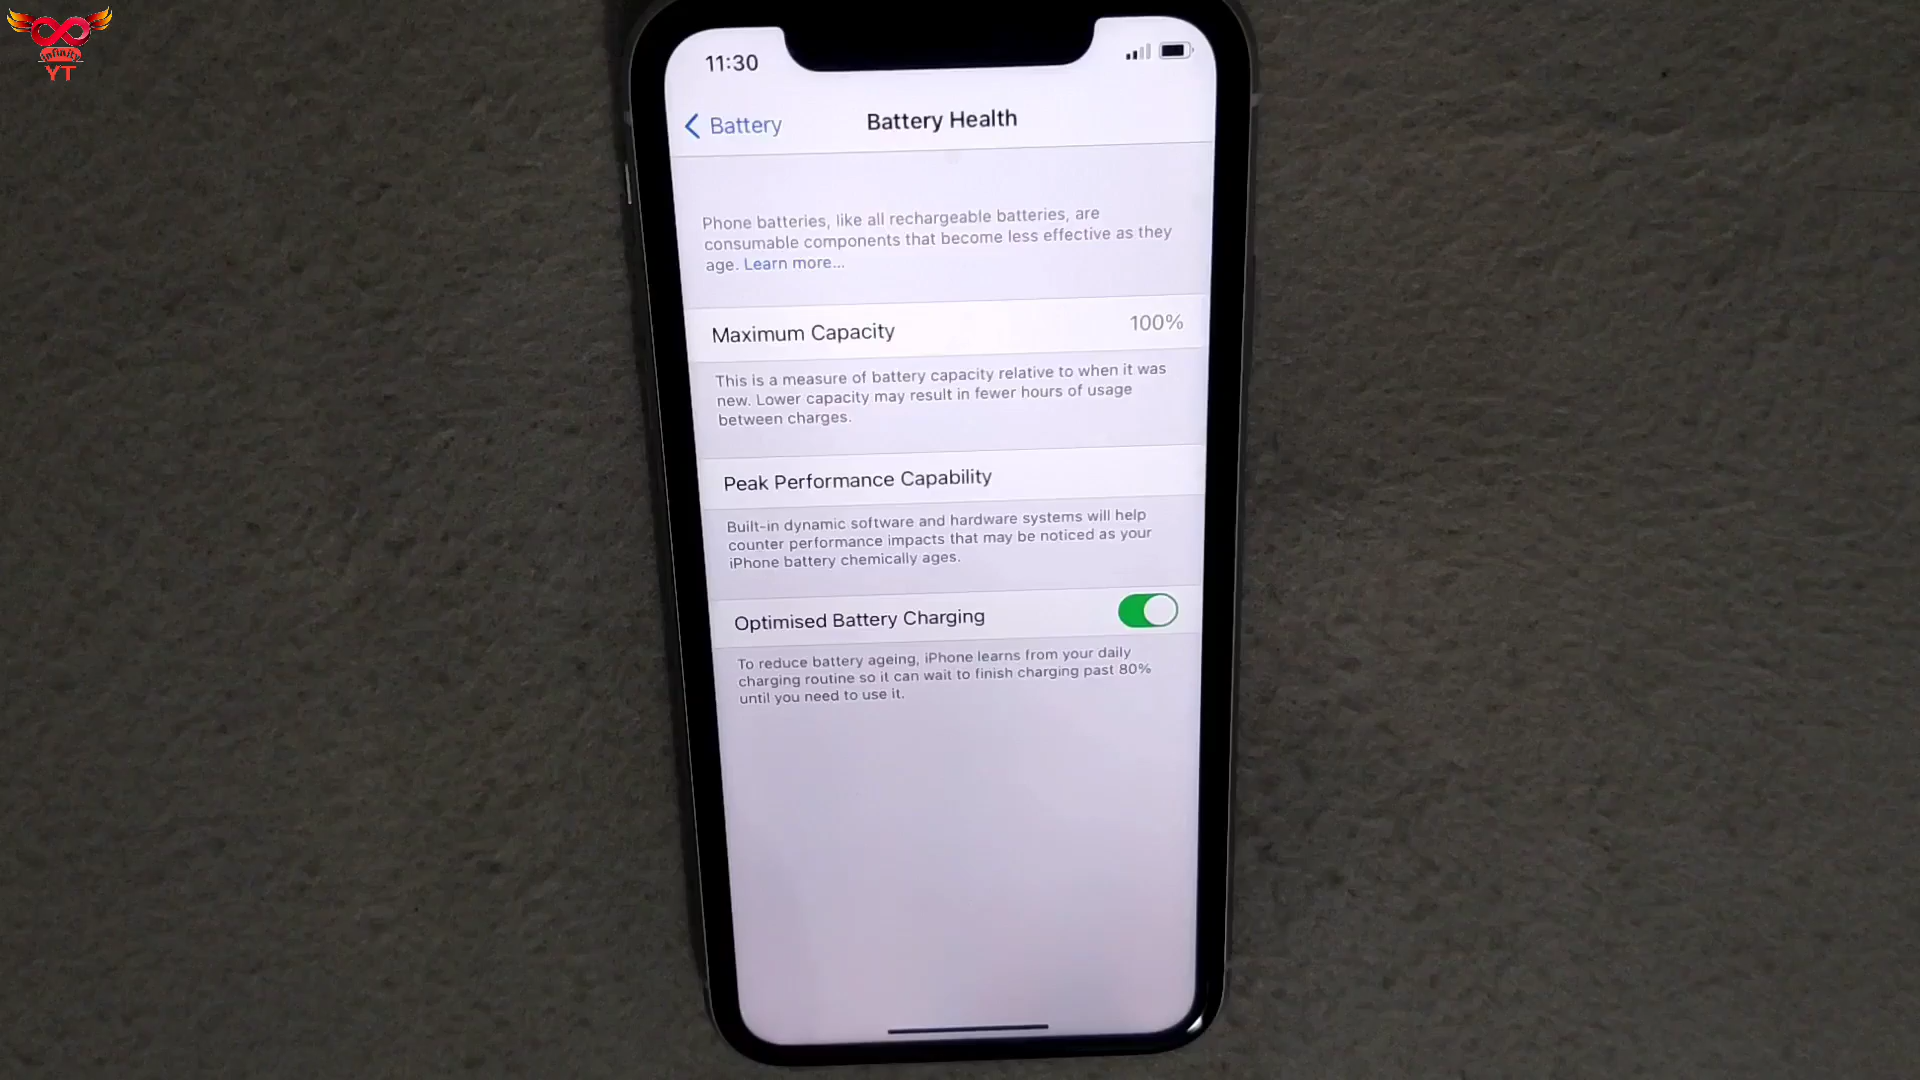 infinity
YT
11:30
Battery
Battery Health
Phone batteries, like all rechargeable batteries, are
consumable components that become less effective as they
age. Learn more...
Maximum Capacity 100%
This is a measure of battery capacity relative to when it was
new. Lower capacity may result in fewer hours of usage
between charges.
Peak Performance Capability
Built-in dynamic software and hardware systems will help
counter performance impacts that may be noticed as your
iPhone battery chemically ages.
Optimised Battery Charging
To reduce battery ageing, iPhone learns from your daily
charging routine so it can wait to finish charging past 80%
until you need to use it.